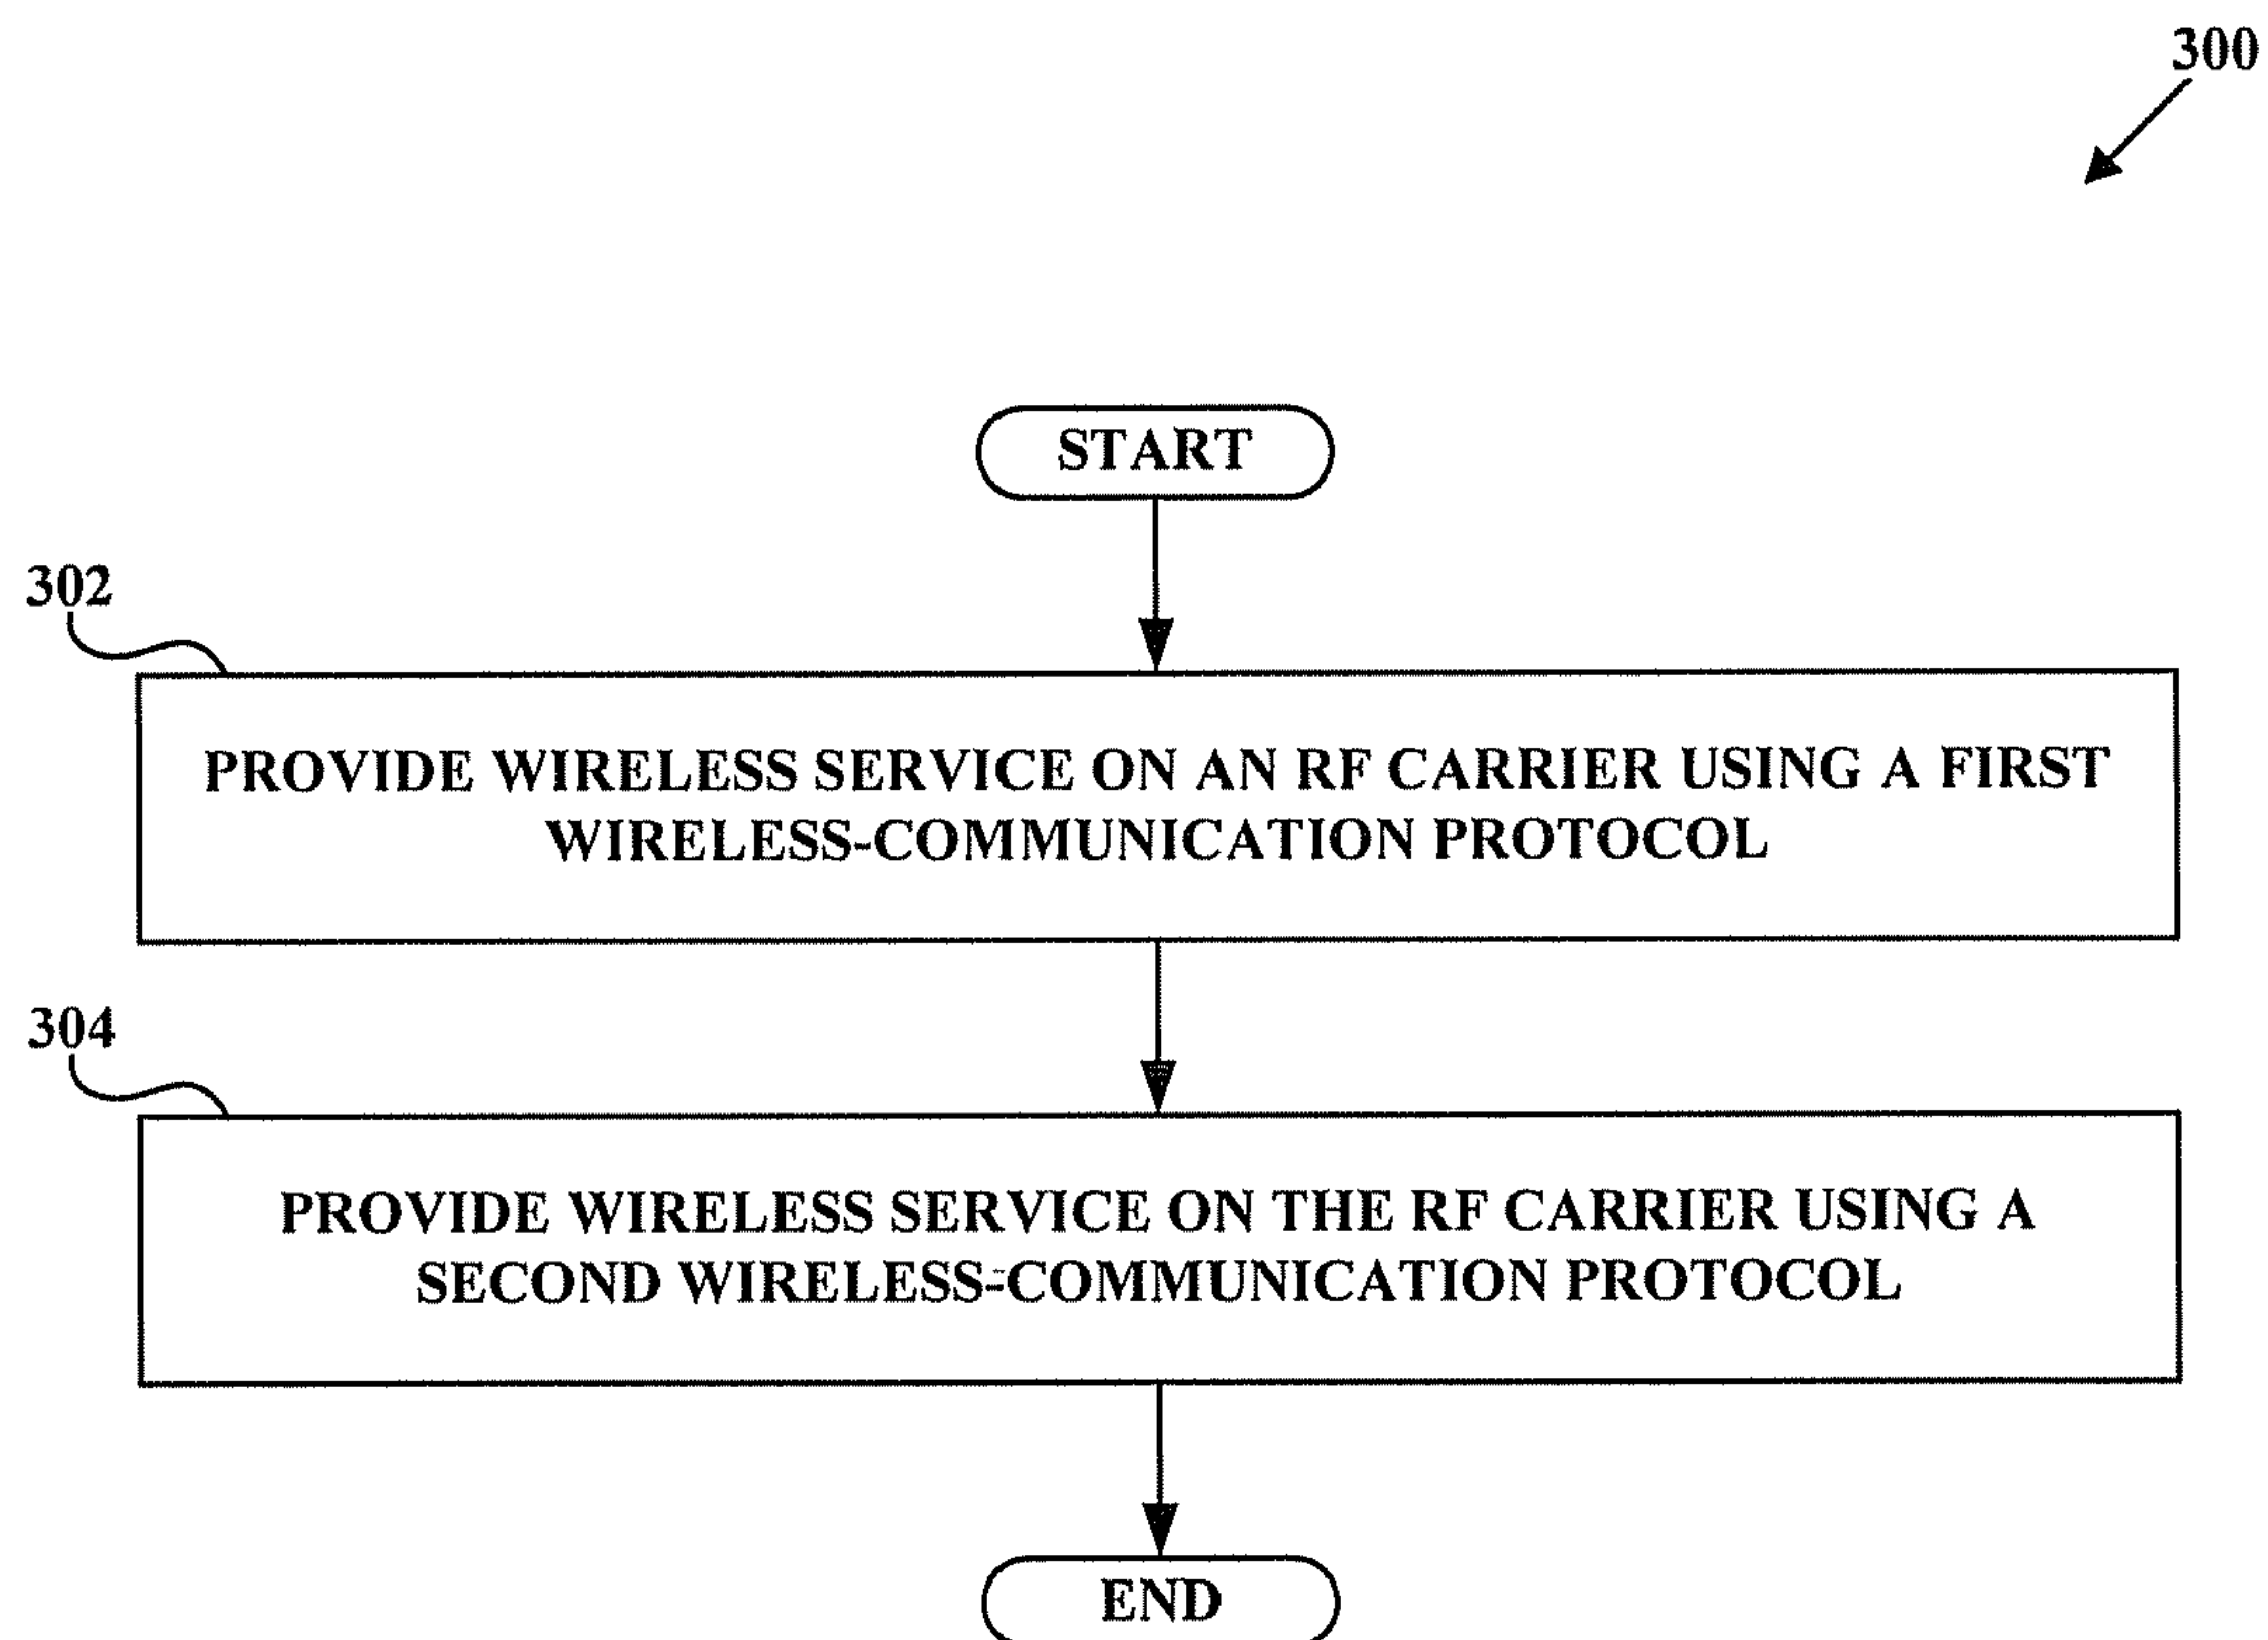 300
START
302
PROVIDE WIRELESS SERVICE ON AN RF CARRIER USING A FIRST
WIRELESS-COMMUNICATION PROTOCOL
304
PROVIDE WIRELESS SERVICE ON THE RF CARRIER USING A
SECOND WIRELESS-COMMUNICATION PROTOCOL
END